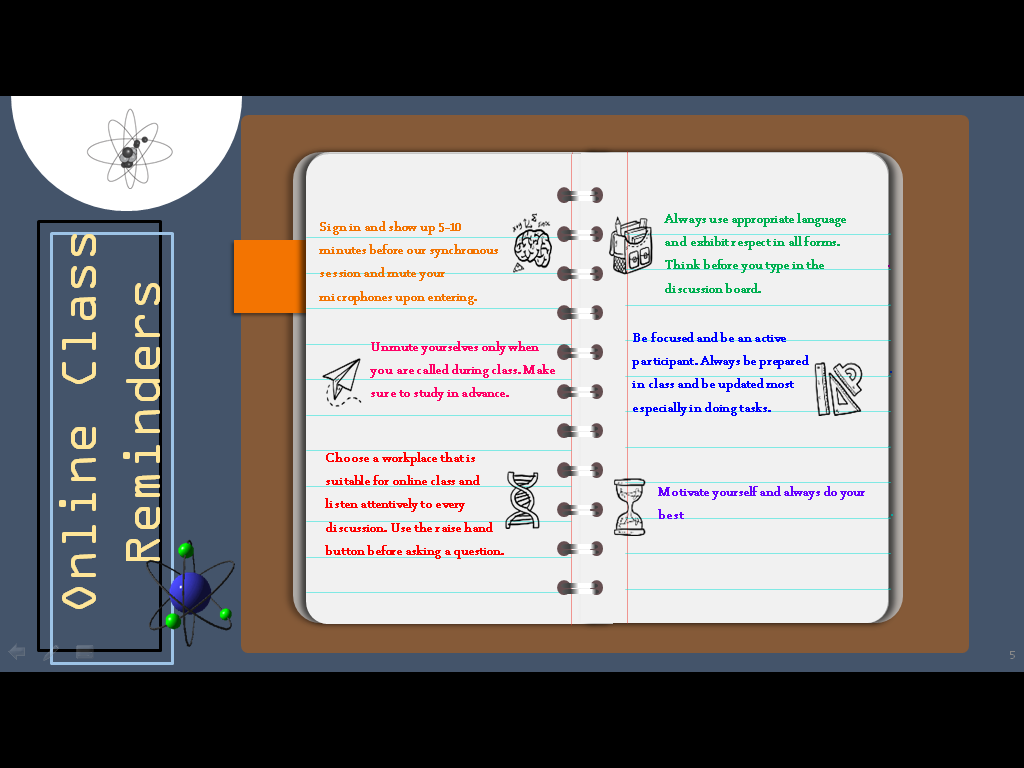 Online Class
Reminders
Sign in and show up 5-10
minutes before our synchronous
session and mute your
microphones upon entering.
Unmute yourselves only when
you are called during class. Make
sure to study in advance.
Choose a workplace that is
suitable for online class and
listen attentively to every
discussion. Use the raise hand
button before asking a question.
Always use appropriate language
and exhibit respect in all forms.
Think before you type in the
discussion board.
Be focused and be an active
participant. Always be prepared
in class and be updated most
especially in doing tasks.
Motivate yourself and always do your
best
5